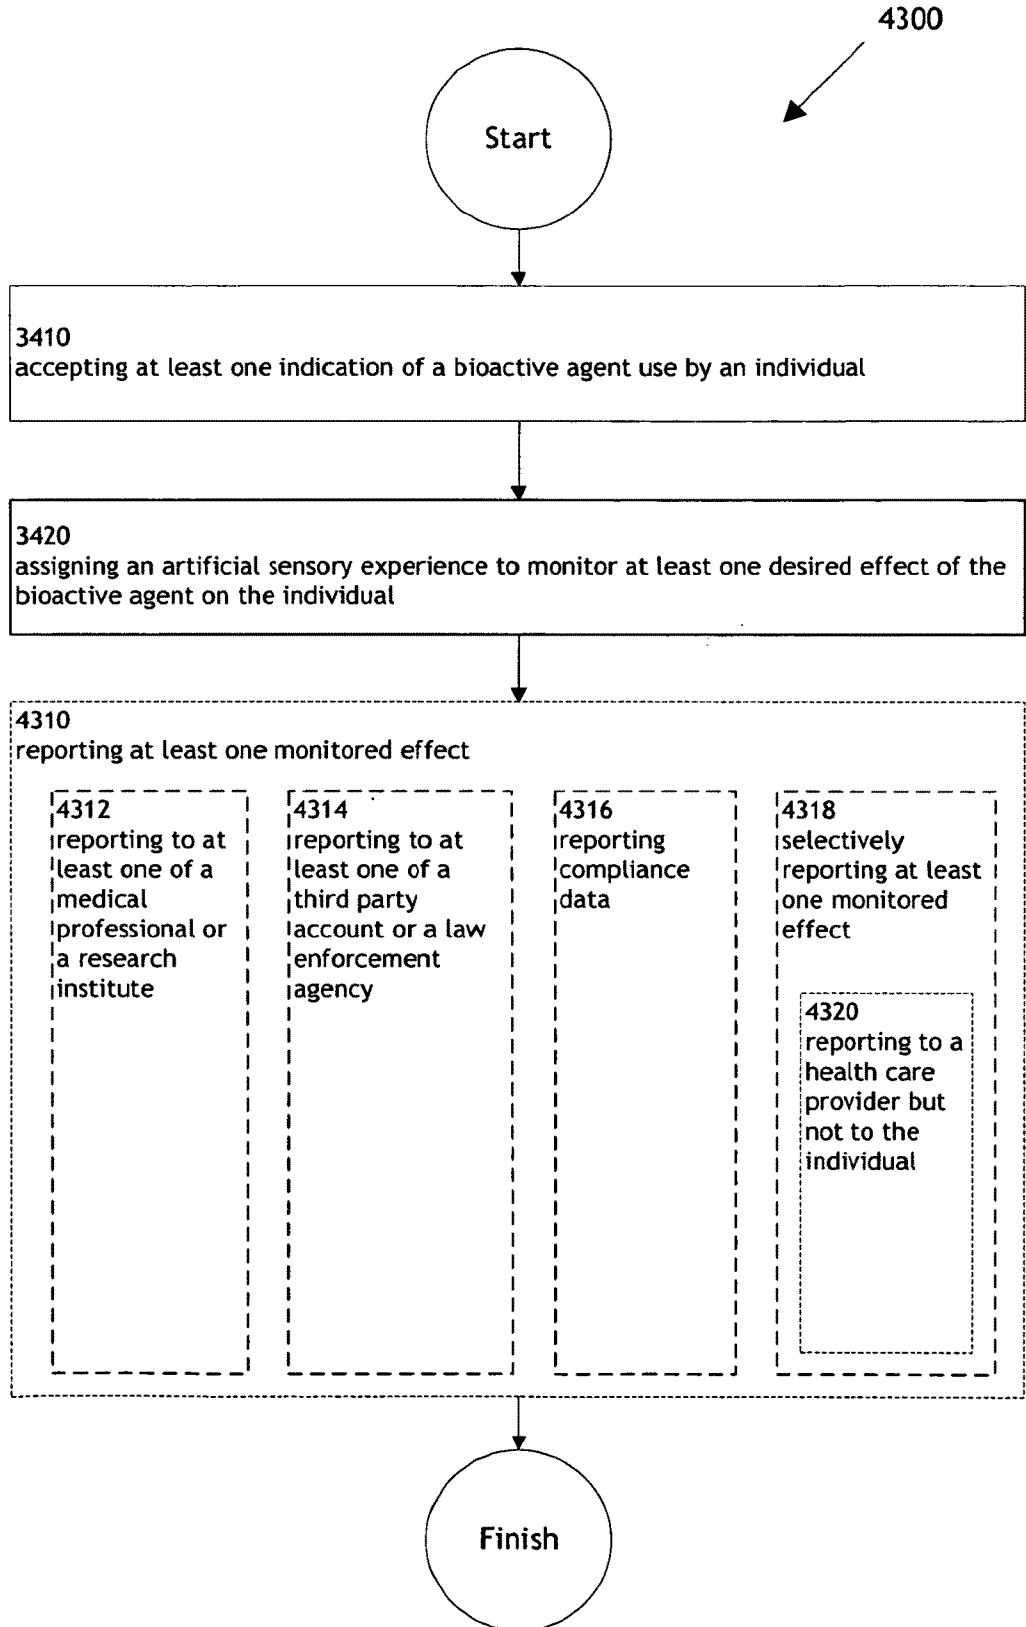 4300
Start
3410
accepting at least one indication of a bioactive agent use by an individual
3420
assigning an artificial sensory experience to monitor at least one desired effect of the
bioactive agent on the individual
4310
reporting at least one monitored effect
4312
reporting to at
least one of a
medical
professional or
a research
institute
4314
reporting to at
least one of a
third party
account or a law
enforcement
agency
4316
reporting
compliance
data
4318
selectively
reporting at least
one monitored
effect
4320
reporting to a
health care
provider but
not to the
individual
Finish